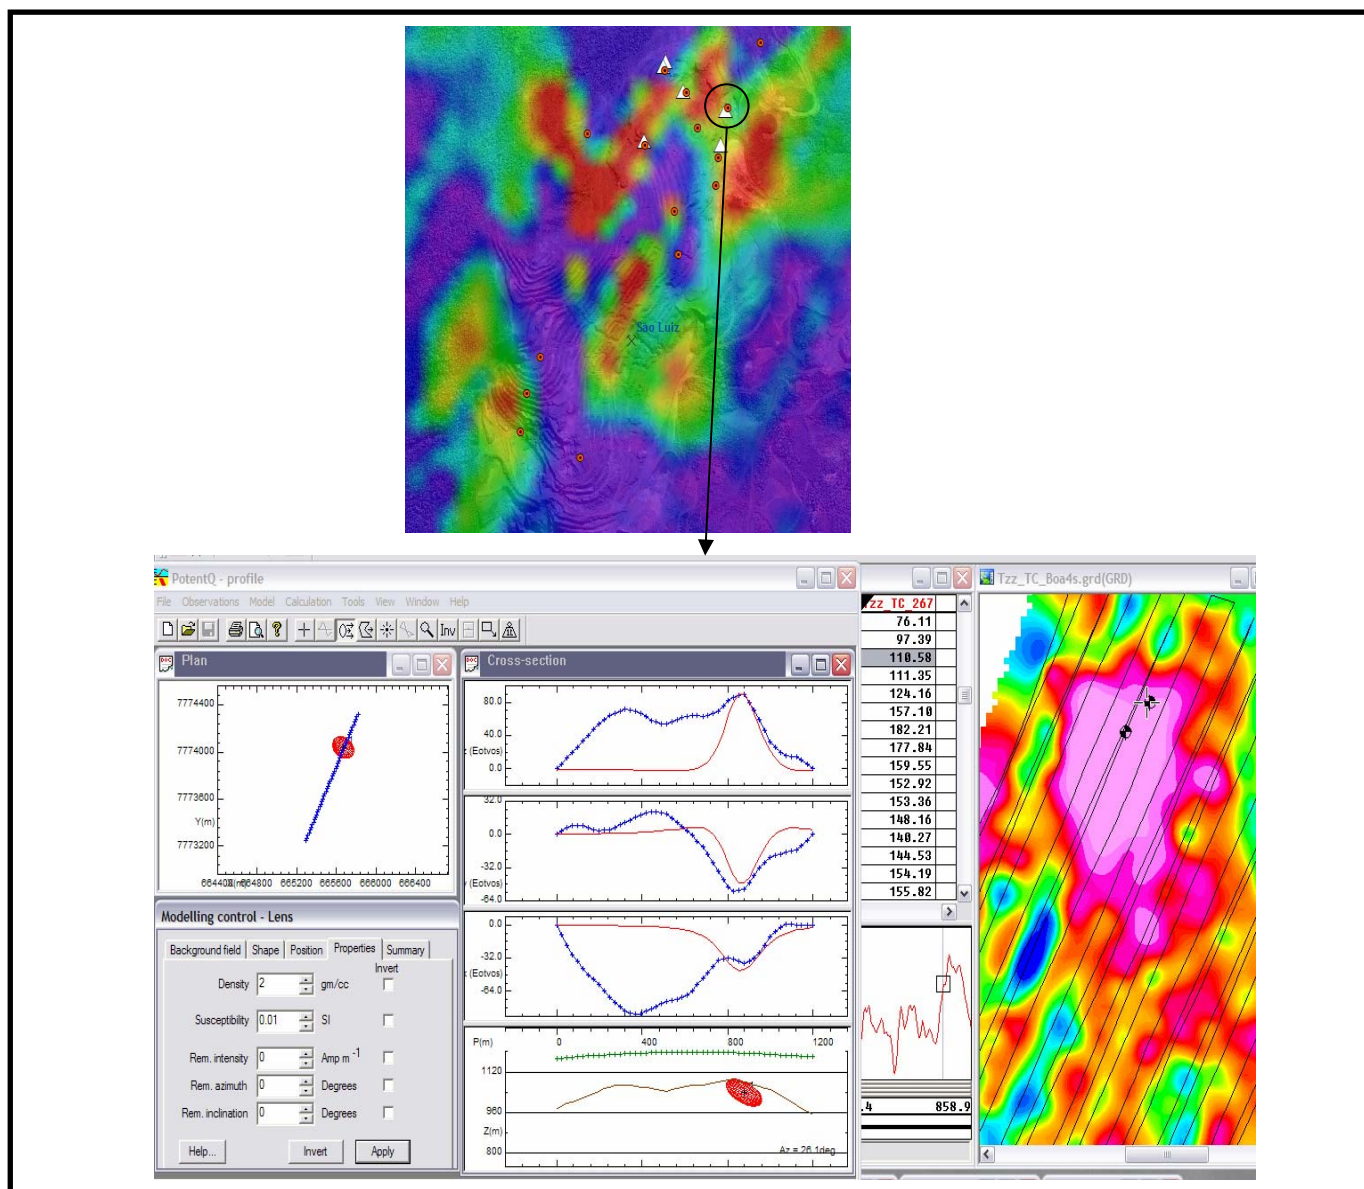 Sao Luiz
PotentQ - profile
File Observations Model Calculation Tools View Window Help
Inv
Plan
7774400
7774000
7773600
Y(m)
7773200
664800 665200 665600 666000 666400
Modelling control - Lens
Background field Shape Position Properties Summary
Invert
Density 2 gm/cc
Susceptibility 0.01 SI
Rem. intensity 0 Amp m -1
Rem. azimuth 0 Degrees
Rem. inclination 0 Degrees
Help... Invert Apply
Cross-section
80.0
40.0
(Eotvos)
0.0
32.0
0.0
-32.0
(Eotvos)
-64.0
0.0
-32.0
(Eotvos)
-64.0
P(m) 0 400 800 1200
1120
960
Z(m)
800
Az = 26.1deg
Tzz_TC_267
76.11
97.39
110.58
111.35
124.16
157.10
182.21
177.84
159.55
152.92
153.36
148.16
140.27
144.53
154.19
155.82
.4 858.9
Tzz_TC_Boa4s.grd(GRD)